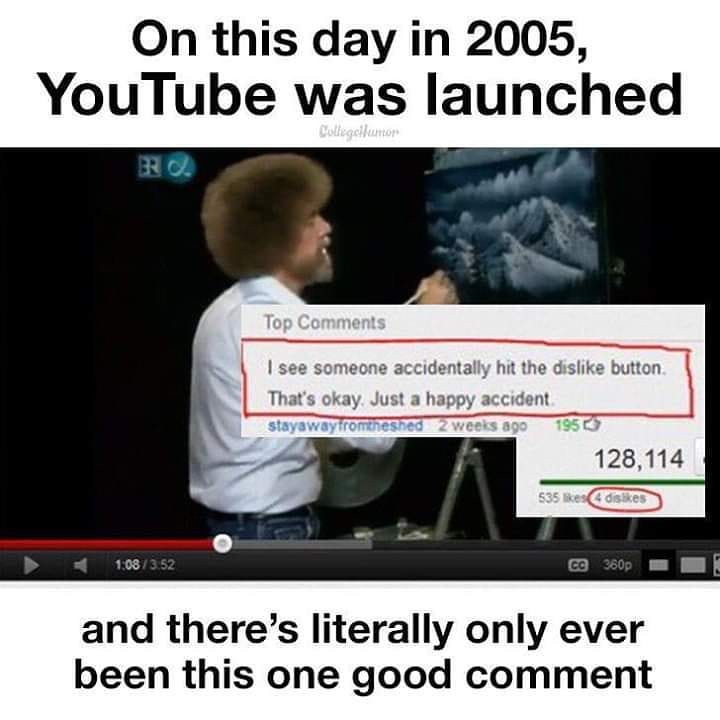 On this day in 2005,
YouTube was launched
CollegeHumor
BR α
Top Comments
I see someone accidentally hit the dislike button.
That's okay. Just a happy accident.
stayawayfromtheshed 2 weeks ago 195
128,114
535 likes, 4 dislikes
1:08 / 3:52
CC 360p
and there's literally only ever
been this one good comment